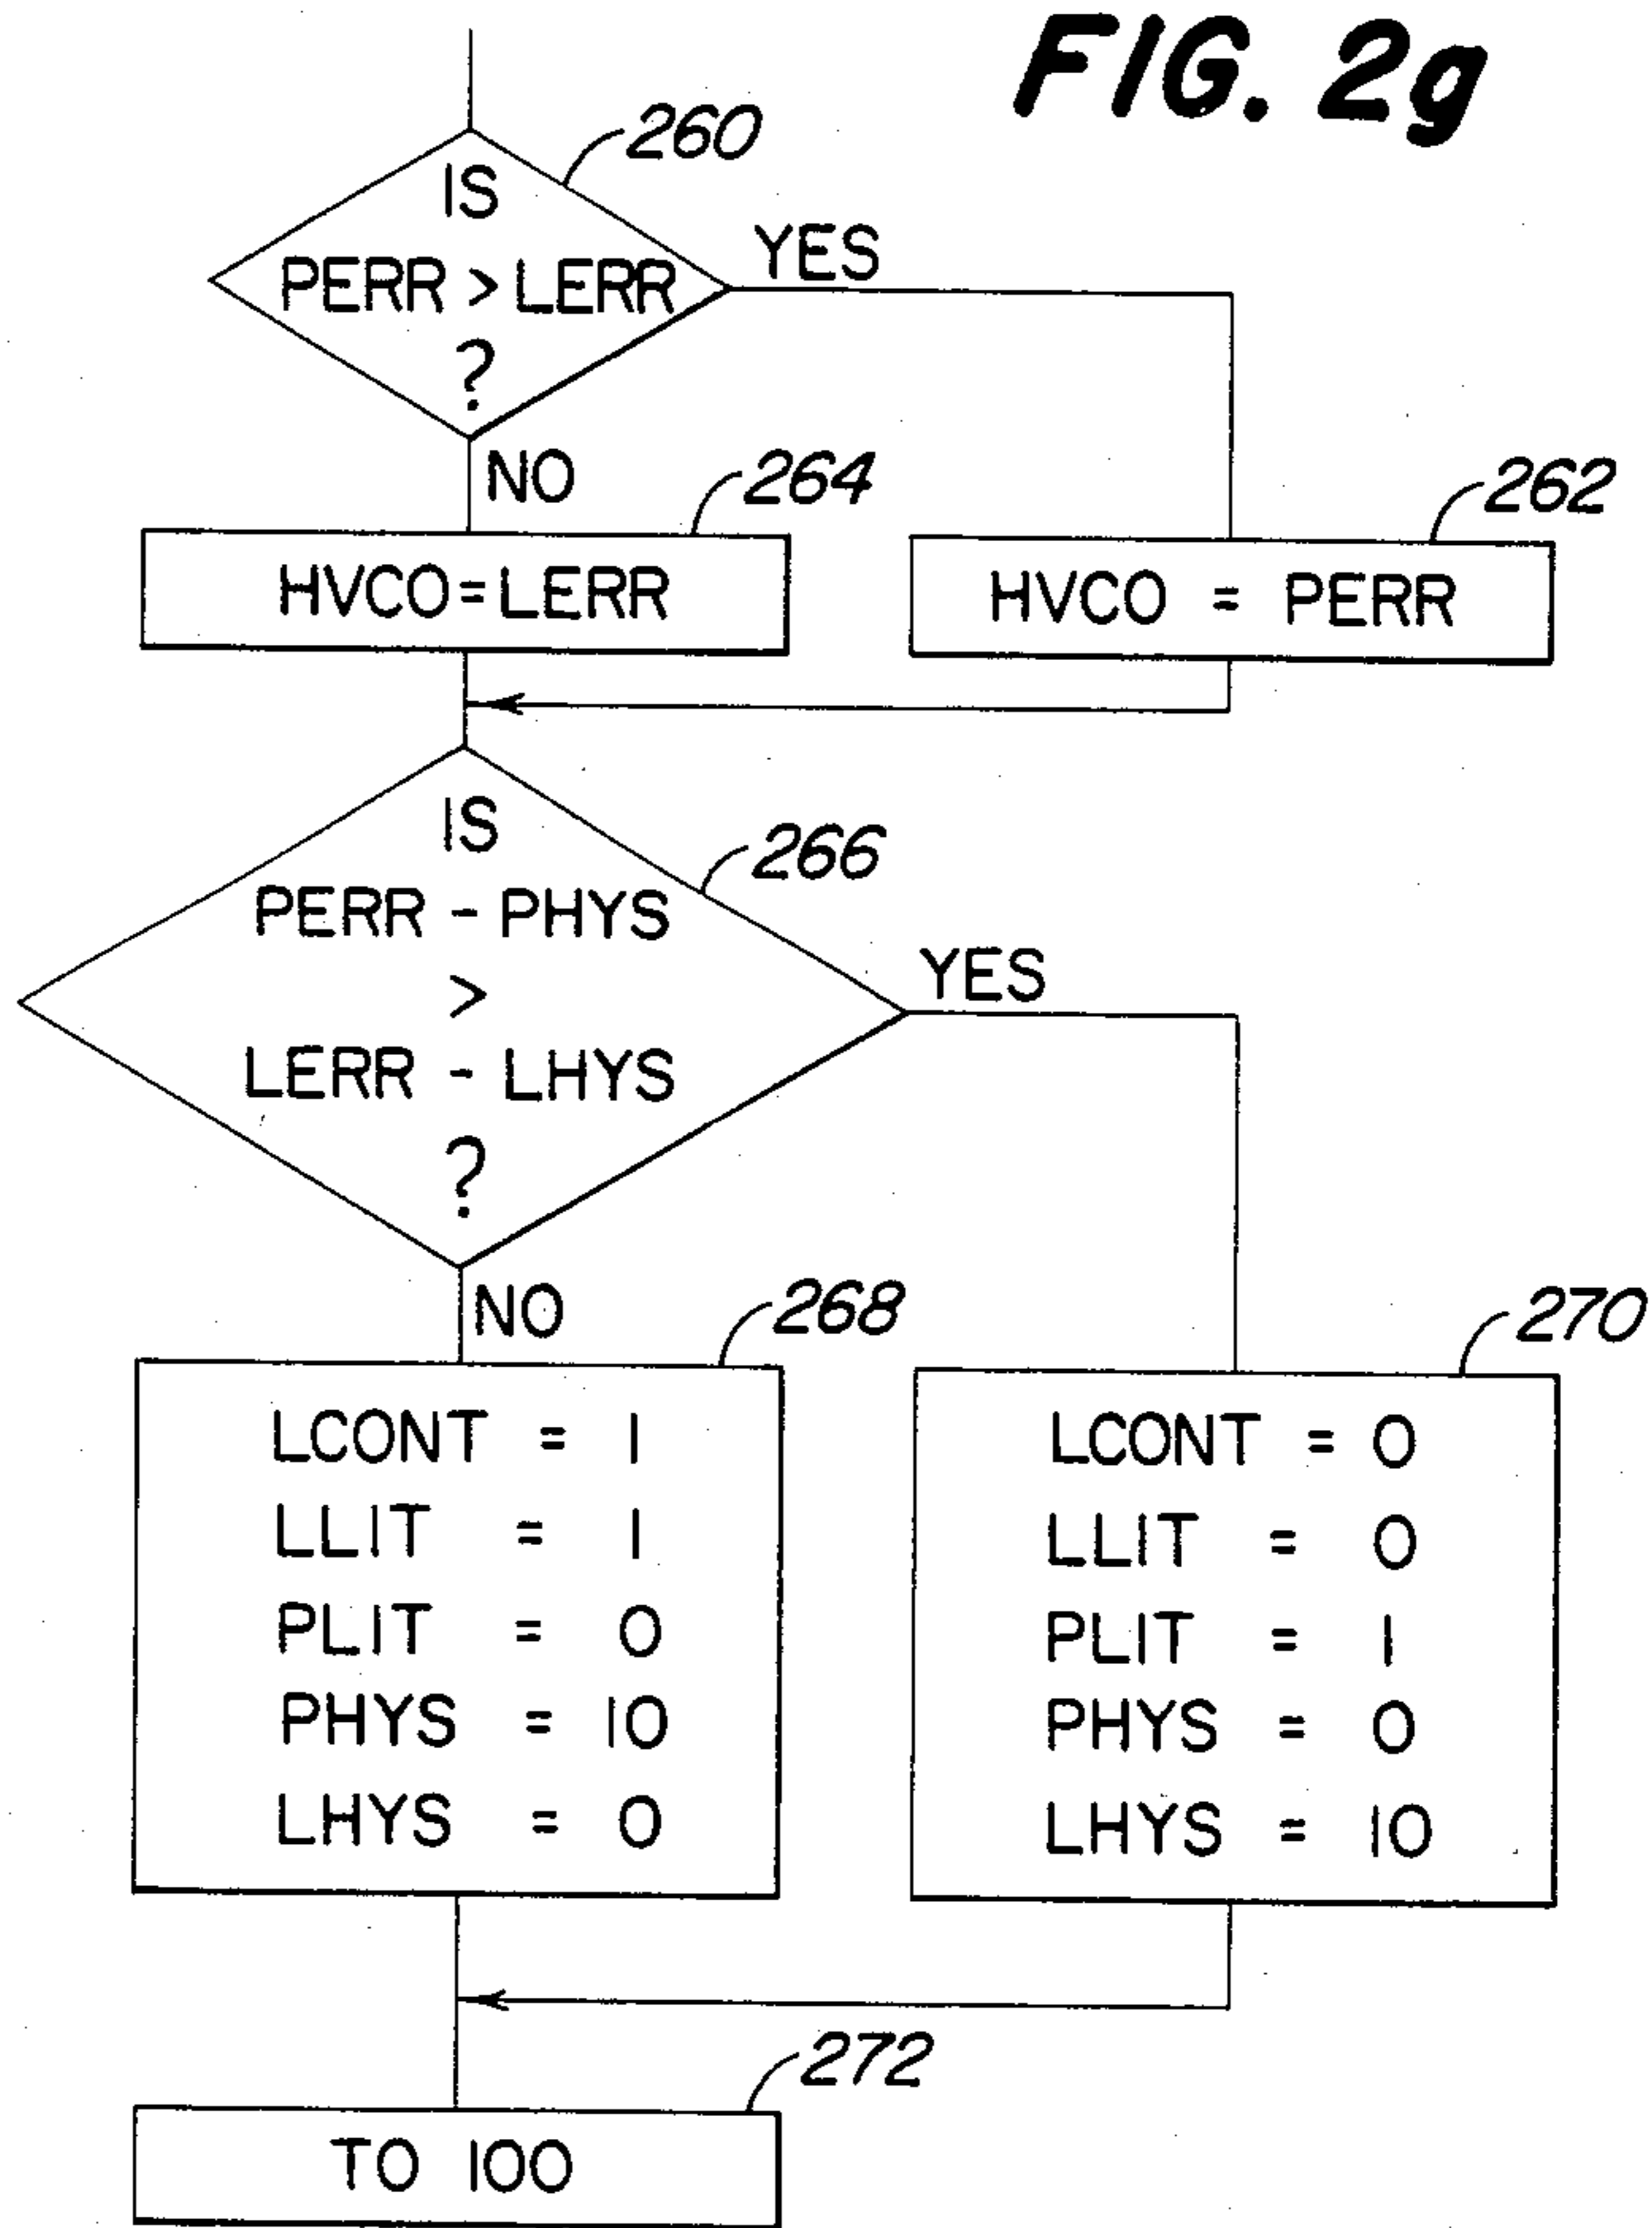 FIG. 2g
260
IS
PERR > LERR
?
YES
NO
264
HVCO=LERR
262
HVCO = PERR
IS
PERR - PHYS
>
LERR - LHYS
?
266
YES
NO
268
LCONT = 1
LLIT = 1
PLIT = 0
PHYS = 10
LHYS = 0
270
LCONT = 0
LLIT = 0
PLIT = 1
PHYS = 0
LHYS = 10
272
TO 100